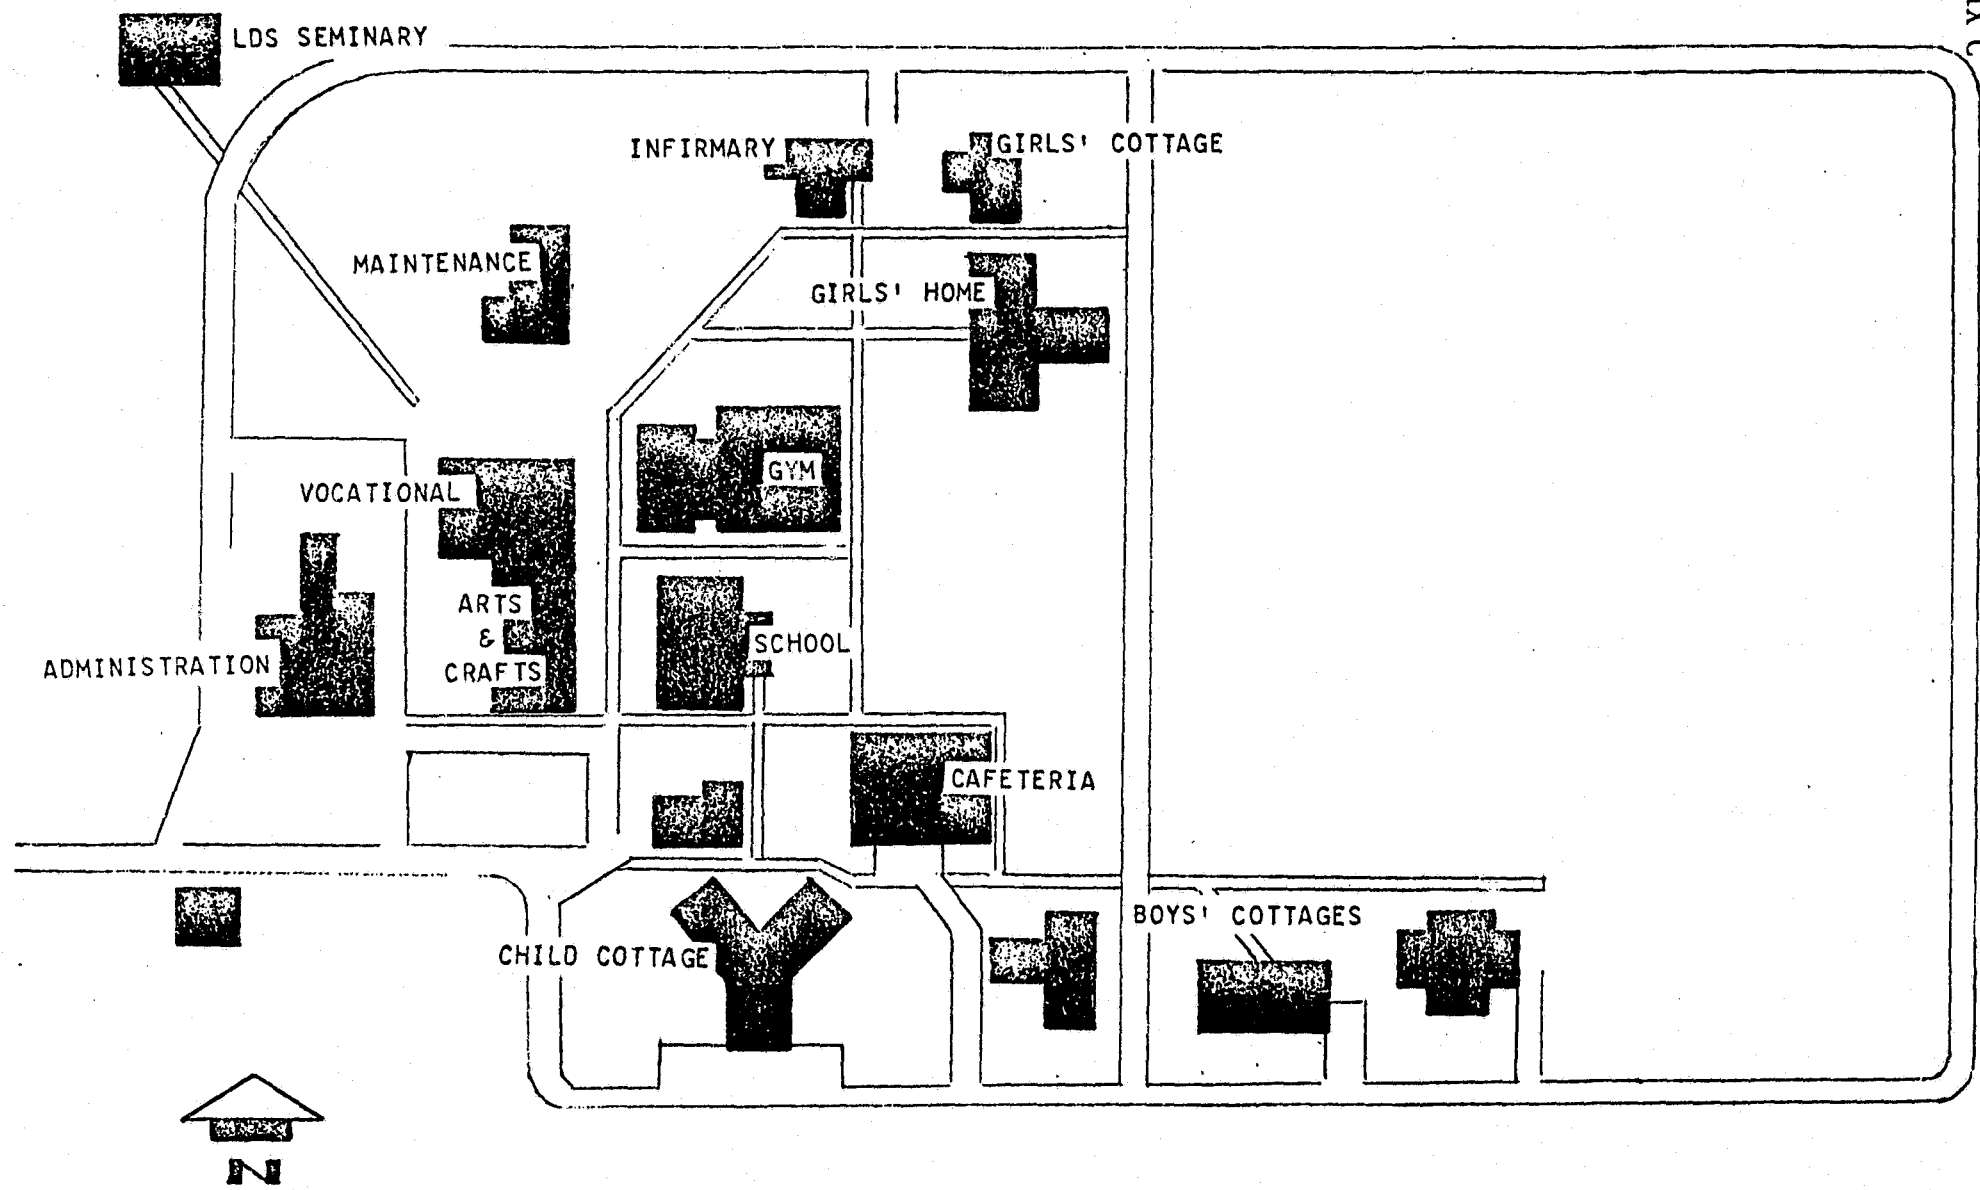 LDS SEMINARY
INFIRMARY
GIRLS' COTTAGE
MAINTENANCE
GIRLS' HOME
GYM
VOCATIONAL
ARTS
&
CRAFTS
SCHOOL
ADMINISTRATION
CAFETERIA
BOYS' COTTAGES
CHILD COTTAGE
N